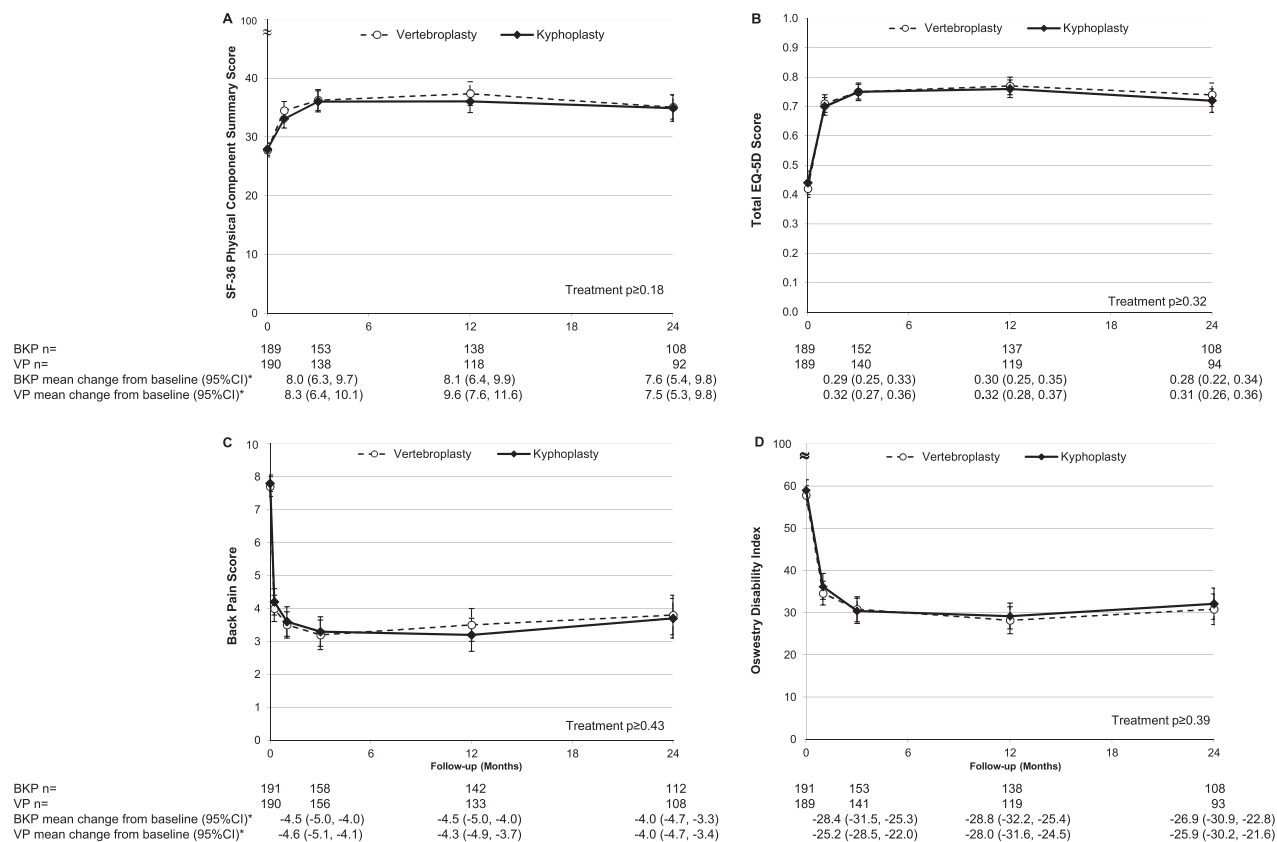 A
100
≈
Vertebroplasty
Kyphoplasty
40
30
20
10
0
SF-36 Physical Component Summary Score
Treatment p≥0.18
0 6 12 18 24
B
Vertebroplasty
Kyphoplasty
1.0
0.9
0.8
0.7
0.6
0.5
0.4
0.3
0.2
0.1
0.0
Total EQ-5D Score
Treatment p≥0.32
0 6 12 18 24
BKP n= 189 153 138 108 189 152 137 108
VP n= 190 138 118 92 189 140 119 94
BKP mean change from baseline (95%CI)* 8.0 (6.3, 9.7) 8.1 (6.4, 9.9) 7.6 (5.4, 9.8) 0.29 (0.25, 0.33) 0.30 (0.25, 0.35) 0.28 (0.22, 0.34)
VP mean change from baseline (95%CI)* 8.3 (6.4, 10.1) 9.6 (7.6, 11.6) 7.5 (5.3, 9.8) 0.32 (0.27, 0.36) 0.32 (0.28, 0.37) 0.31 (0.26, 0.36)
C
Vertebroplasty
Kyphoplasty
10
9
8
7
6
5
4
3
2
1
0
Back Pain Score
Treatment p≥0.43
0 6 12 18 24
Follow-up (Months)
D
100
≈
Vertebroplasty
Kyphoplasty
60
50
40
30
20
10
0
Oswestry Disability Index
Treatment p≥0.39
0 6 12 18 24
Follow-up (Months)
BKP n= 191 158 142 112 191 153 138 108
VP n= 190 156 133 108 189 141 119 93
BKP mean change from baseline (95%CI)* -4.5 (-5.0, -4.0) -4.5 (-5.0, -4.0) -4.0 (-4.7, -3.3) -28.4 (-31.5, -25.3) -28.8 (-32.2, -25.4) -26.9 (-30.9, -22.8)
VP mean change from baseline (95%CI)* -4.6 (-5.1, -4.1) -4.3 (-4.9, -3.7) -4.0 (-4.7, -3.4) -25.2 (-28.5, -22.0) -28.0 (-31.6, -24.5) -25.9 (-30.2, -21.6)